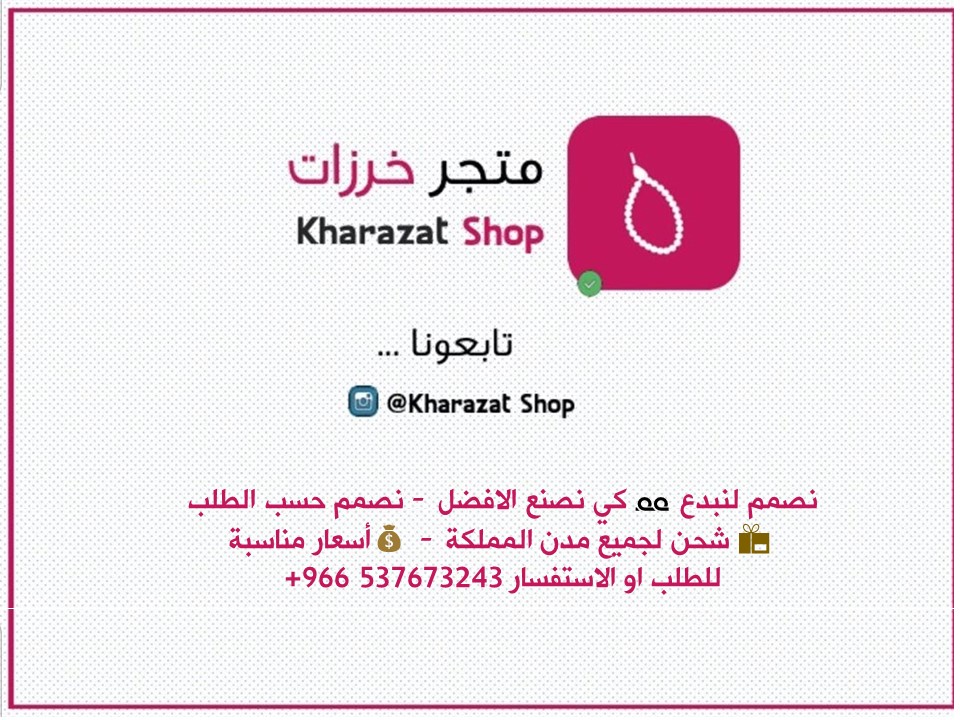 متجر خرزات
Kharazat Shop
تابعونا ...
@Kharazat Shop
نصمم لنبدع كي نصنع الافضل - نصمم حسب الطلب
شحن لجميع مدن المملكة - أسعار مناسبة
للطلب او الاستفسار 537673243 966+